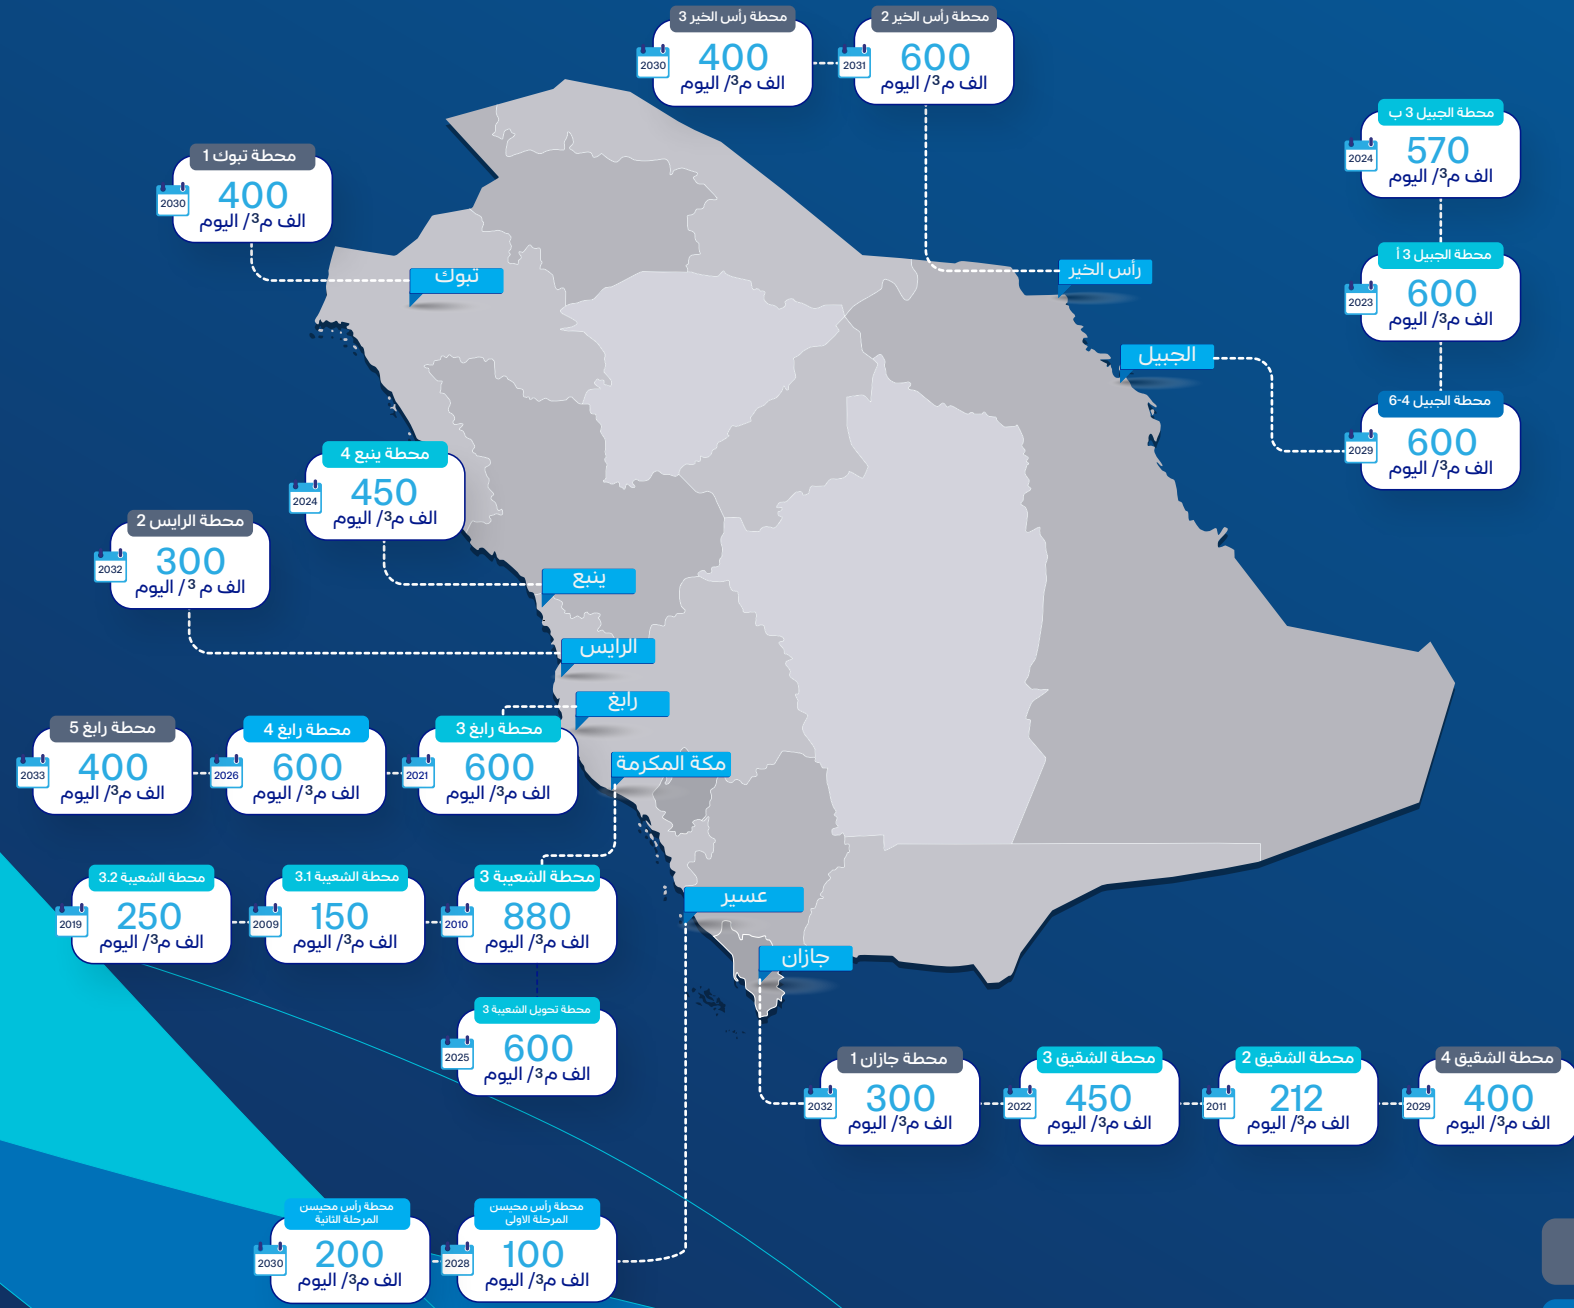 محطة رأس الخير 2
600
الف م³/ اليوم
2031
محطة رأس الخير 3
400
الف م³/ اليوم
2030
محطة الجبيل 3 ب
570
الف م³/ اليوم
2024
محطة الجبيل 3 أ
600
الف م³/ اليوم
2023
محطة الجبيل 4-6
600
الف م³/ اليوم
2029
محطة تبوك 1
400
الف م³/ اليوم
2030
تبوك
رأس الخير
الجبيل
محطة ينبع 4
450
الف م³/ اليوم
2024
محطة الرايس 2
300
الف م³/ اليوم
2032
ينبع
الرايس
رابغ
محطة رابغ 3
600
الف م³/ اليوم
2021
محطة رابغ 4
600
الف م³/ اليوم
2026
محطة رابغ 5
400
الف م³/ اليوم
2033
مكة المكرمة
محطة الشعيبة 3
880
الف م³/ اليوم
2010
محطة الشعيبة 3.1
150
الف م³/ اليوم
2009
محطة الشعيبة 3.2
250
الف م³/ اليوم
2019
عسير
جازان
محطة تحويل الشعيبة 3
600
الف م³/ اليوم
2025
محطة الشقيق 4
400
الف م³/ اليوم
2029
محطة الشقيق 2
212
الف م³/ اليوم
2011
محطة الشقيق 3
450
الف م³/ اليوم
2022
محطة جازان 1
300
الف م³/ اليوم
2032
محطة رأس محيسن
المرحلة الاولى
100
الف م³/ اليوم
2028
محطة رأس محيسن
المرحلة الثانية
200
الف م³/ اليوم
2030